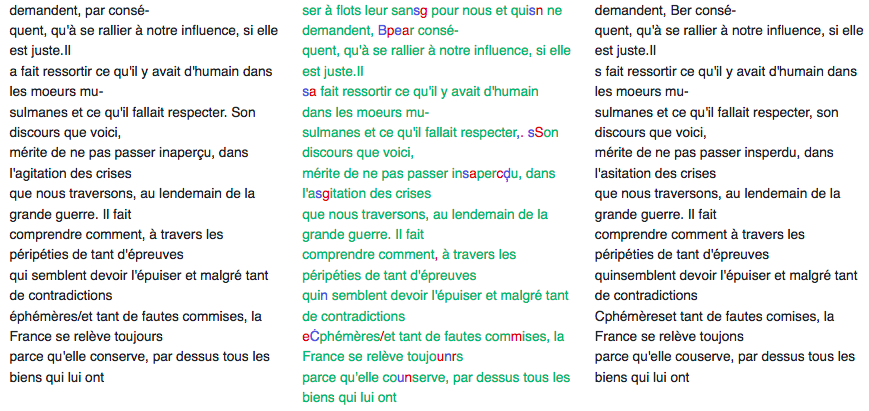 demandent, par consé-
quent, qu'à se rallier à notre influence, si elle
est juste.Il
a fait ressortir ce qu'il y avait d'humain dans
les moeurs mu-
sulmanes et ce qu'il fallait respecter. Son
discours que voici,
mérite de ne pas passer inaperçu, dans
l'agitation des crises
que nous traversons, au lendemain de la
grande guerre. Il fait
comprendre comment, à travers les
péripéties de tant d'épreuves
qui semblent devoir l'épuiser et malgré tant
de contradictions
éphémères/et tant de fautes commises, la
France se relève toujours
parce qu'elle conserve, par dessus tous les
biens qui lui ont
ser à flots leur sansg pour nous et quisn ne
demandent, Bpear consé-
quent, qu'à se rallier à notre influence, si elle
est juste.Il
sa fait ressortir ce qu'il y avait d'humain
dans les moeurs mu-
sulmanes et ce qu'il fallait respecter,. sSon
discours que voici,
mérite de ne pas passer insapercḑu, dans
l'asgitation des crises
que nous traversons, au lendemain de la
grande guerre. Il fait
comprendre comment, à travers les
péripéties de tant d'épreuves
quin semblent devoir l'épuiser et malgré tant
de contradictions
eĊphémères/et tant de fautes commises, la
France se relève toujounrs
parce qu'elle counserve, par dessus tous les
biens qui lui ont
demandent, Ber consé-
quent, qu'à se rallier à notre influence, si elle
est juste.Il
s fait ressortir ce qu'il y avait d'humain dans
les moeurs mu-
sulmanes et ce qu'il fallait respecter, son
discours que voici,
mérite de ne pas passer insperdu, dans
l'asitation des crises
que nous traversons, au lendemain de la
grande guerre. Il fait
comprendre comment à travers les
péripéties de tant d'épreuves
quinsemblent devoir l'épuiser et malgré tant
de contradictions
Cphémèreset tant de fautes comises, la
France se relève toujons
parce qu'elle couserve, par dessus tous les
biens qui lui ont